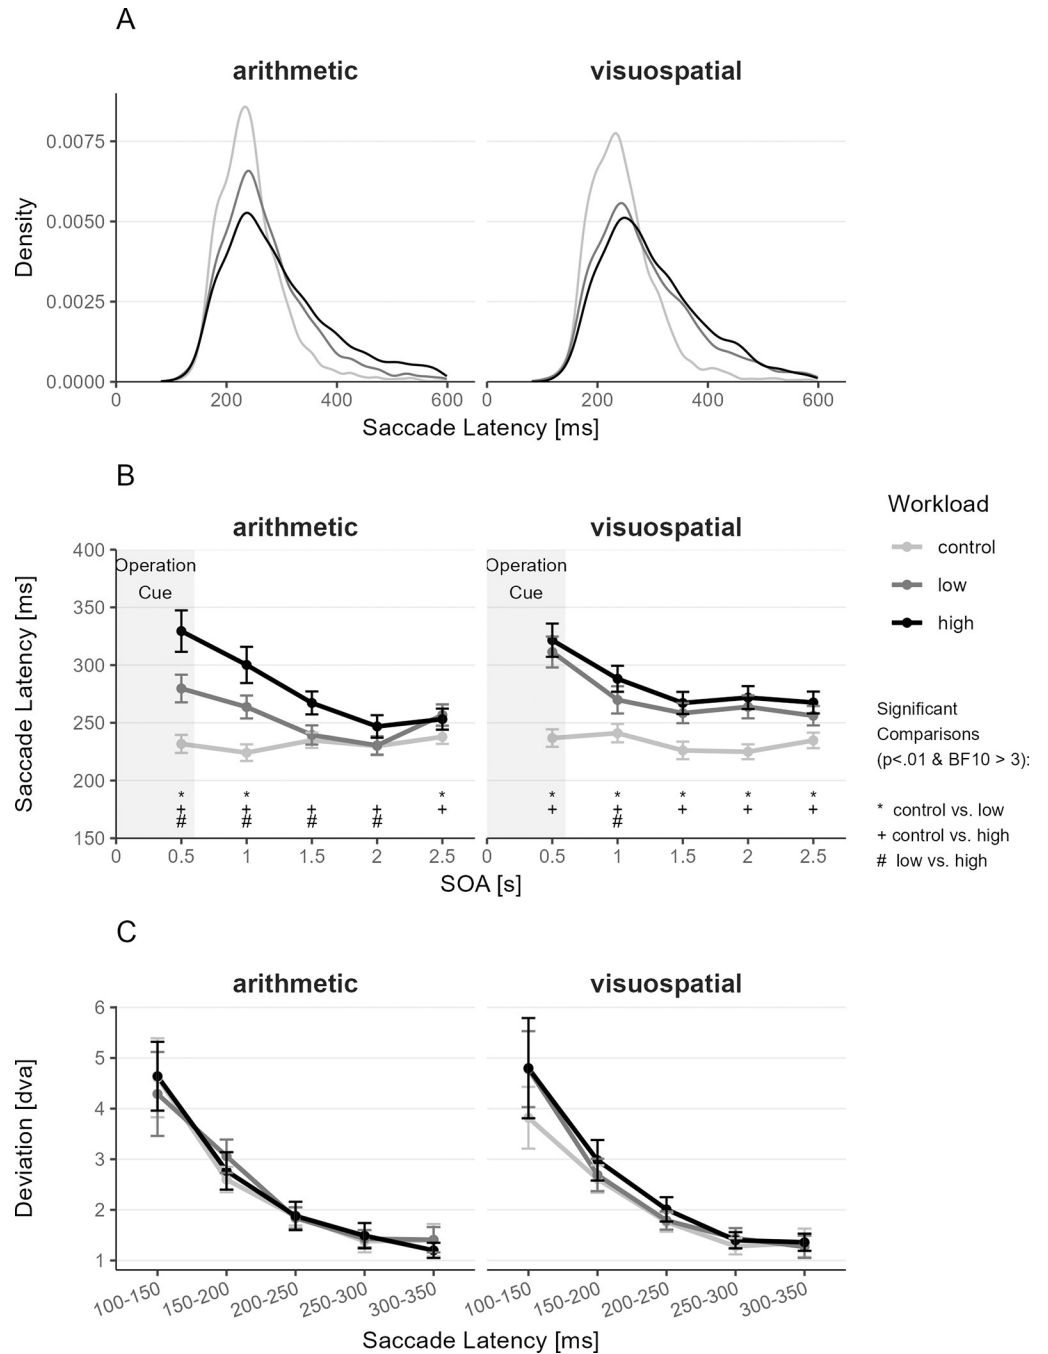 A
arithmetic visuospatial
0.0075
0.0050
0.0025
0.0000
Density
0 200 400 600 0 200 400 600
Saccade Latency [ms]
B
arithmetic visuospatial
400
350
300
250
200
150
Saccade Latency [ms]
Operation Operation
Cue Cue
* * * * * * * *
+ + + + + + + + + +
# # # # #
0 0.5 1 1.5 2 2.5 0 0.5 1 1.5 2 2.5
SOA [s]
Workload
control
low
high
Significant
Comparisons
(p<.01 & BF10 > 3):
* control vs. low
+ control vs. high
# low vs. high
C
arithmetic visuospatial
6
5
4
3
2
1
Deviation [dva]
100-150 150-200 200-250 250-300 300-350 100-150 150-200 200-250 250-300 300-350
Saccade Latency [ms]